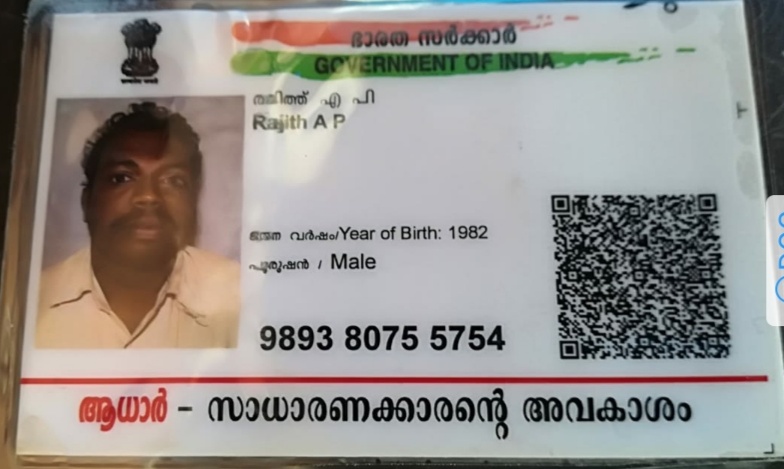 ഭാരത സർക്കാർ
GOVERNMENT OF INDIA
രജിത്ത് എ പി
Rajith A P
ജനന വർഷം/Year of Birth: 1982
പുരുഷൻ / Male
9893 8075 5754
ആധാർ - സാധാരണക്കാരന്റെ അവകാശം